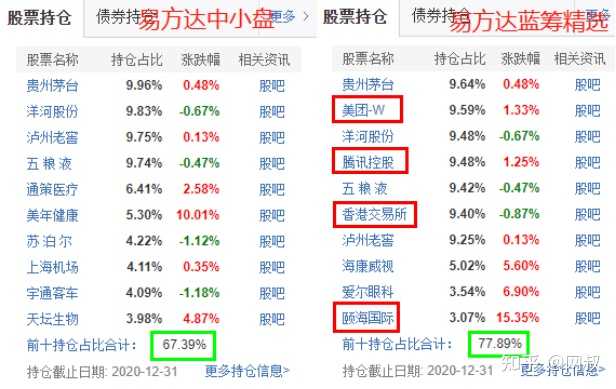 股票持仓 债券持仓 易方达中小盘 更多 >
股票名称 持仓占比 涨跌幅 相关资讯
贵州茅台 9.96% 0.48% 股吧
洋河股份 9.83% -0.67% 股吧
泸州老窖 9.75% 0.13% 股吧
五 粮 液 9.74% -0.47% 股吧
通策医疗 6.41% 2.58% 股吧
美年健康 5.30% 10.01% 股吧
苏 泊 尔 4.22% -1.12% 股吧
上海机场 4.11% 0.35% 股吧
宇通客车 4.09% -1.18% 股吧
天坛生物 3.98% 4.87% 股吧
前十持仓占比合计： 67.39%
持仓截止日期: 2020-12-31 更多持仓信息>
股票持仓 债券持仓 易方达蓝筹精选 更多 >
股票名称 持仓占比 涨跌幅 相关资讯
贵州茅台 9.64% 0.48% 股吧
美团-W 9.59% 1.33% 股吧
洋河股份 9.48% -0.67% 股吧
腾讯控股 9.48% 1.25% 股吧
五 粮 液 9.42% -0.47% 股吧
香港交易所 9.40% -0.87% 股吧
泸州老窖 9.25% 0.13% 股吧
海康威视 5.02% 5.60% 股吧
爱尔眼科 3.54% 6.90% 股吧
颐海国际 3.07% 15.35% 股吧
前十持仓占比合计： 77.89%
持仓截止日期: 2020-12-31 更多持仓信息>